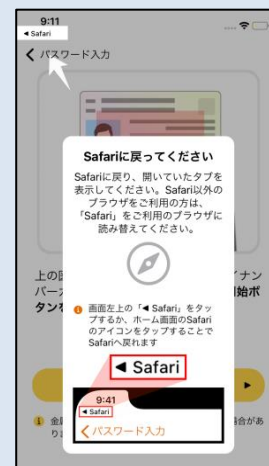 9:11
◀ Safari
パスワード入力
Safariに戻ってください
Safariに戻り、開いていたタブを
表示してください。Safari以外の
ブラウザをご利用の方は、
「Safari」をご利用のブラウザに
読み替えてください。
上の
イナン
バー
始ボ
タンを
画面左上の「◀ Safari」をタッ
プするか、ホーム画面のSafari
のアイコンをタップすることで
Safariへ戻れます
◀ Safari
9:41
◀ Safari
パスワード入力
金
場合があ
り